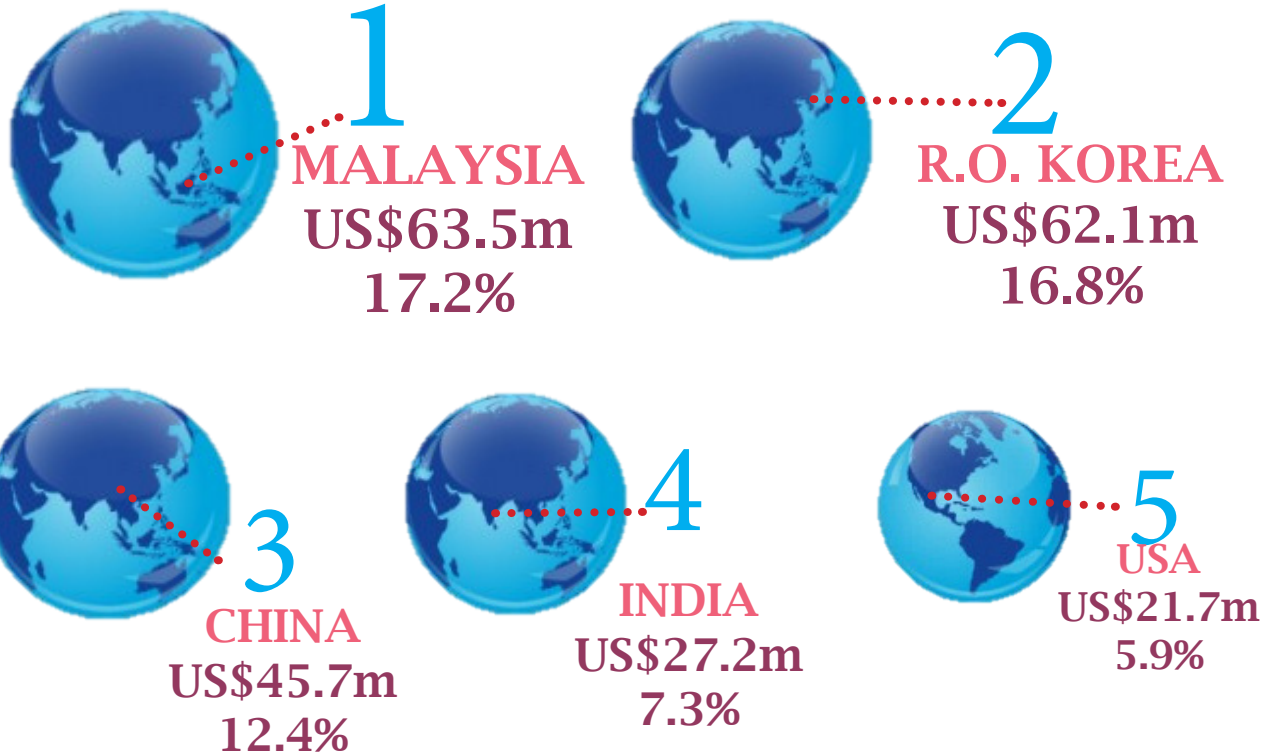 1
MALAYSIA
US$63.5m
17.2%
2
R.O. KOREA
US$62.1m
16.8%
3
CHINA
US$45.7m
12.4%
4
INDIA
US$27.2m
7.3%
5
USA
US$21.7m
5.9%